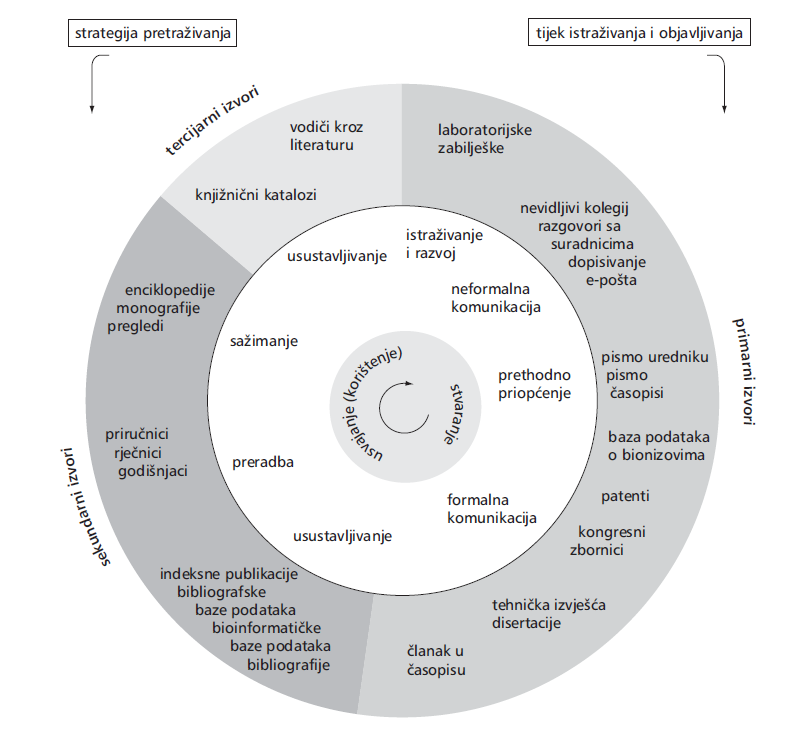 strategija pretraživanja
tijek istraživanja i objavljivanja
tercijarni izvori
vodiči kroz
literaturu
knjižnični katalozi
laboratorijske
zabilješke
nevidljivi kolegij
razgovori sa
suradnicima
dopisivanje
e-pošta
primarni izvori
pismo uredniku
pismo
časopisi
baza podataka
o bionizovima
patenti
kongresni
zbornici
tehnička izvješća
disertacije
članak u
časopisu
sekundarni izvori
enciklopedije
monografije
pregledi
priručnici
rječnici
godišnjaci
indeksne publikacije
bibliografske
baze podataka
bioinformatičke
baze podataka
bibliografije
usustavljivanje
istraživanje
i razvoj
neformalna
komunikacija
prethodno
priopćenje
formalna
komunikacija
usustavljivanje
preradba
sažimanje
usvajanje (korištenje)
stvaranje